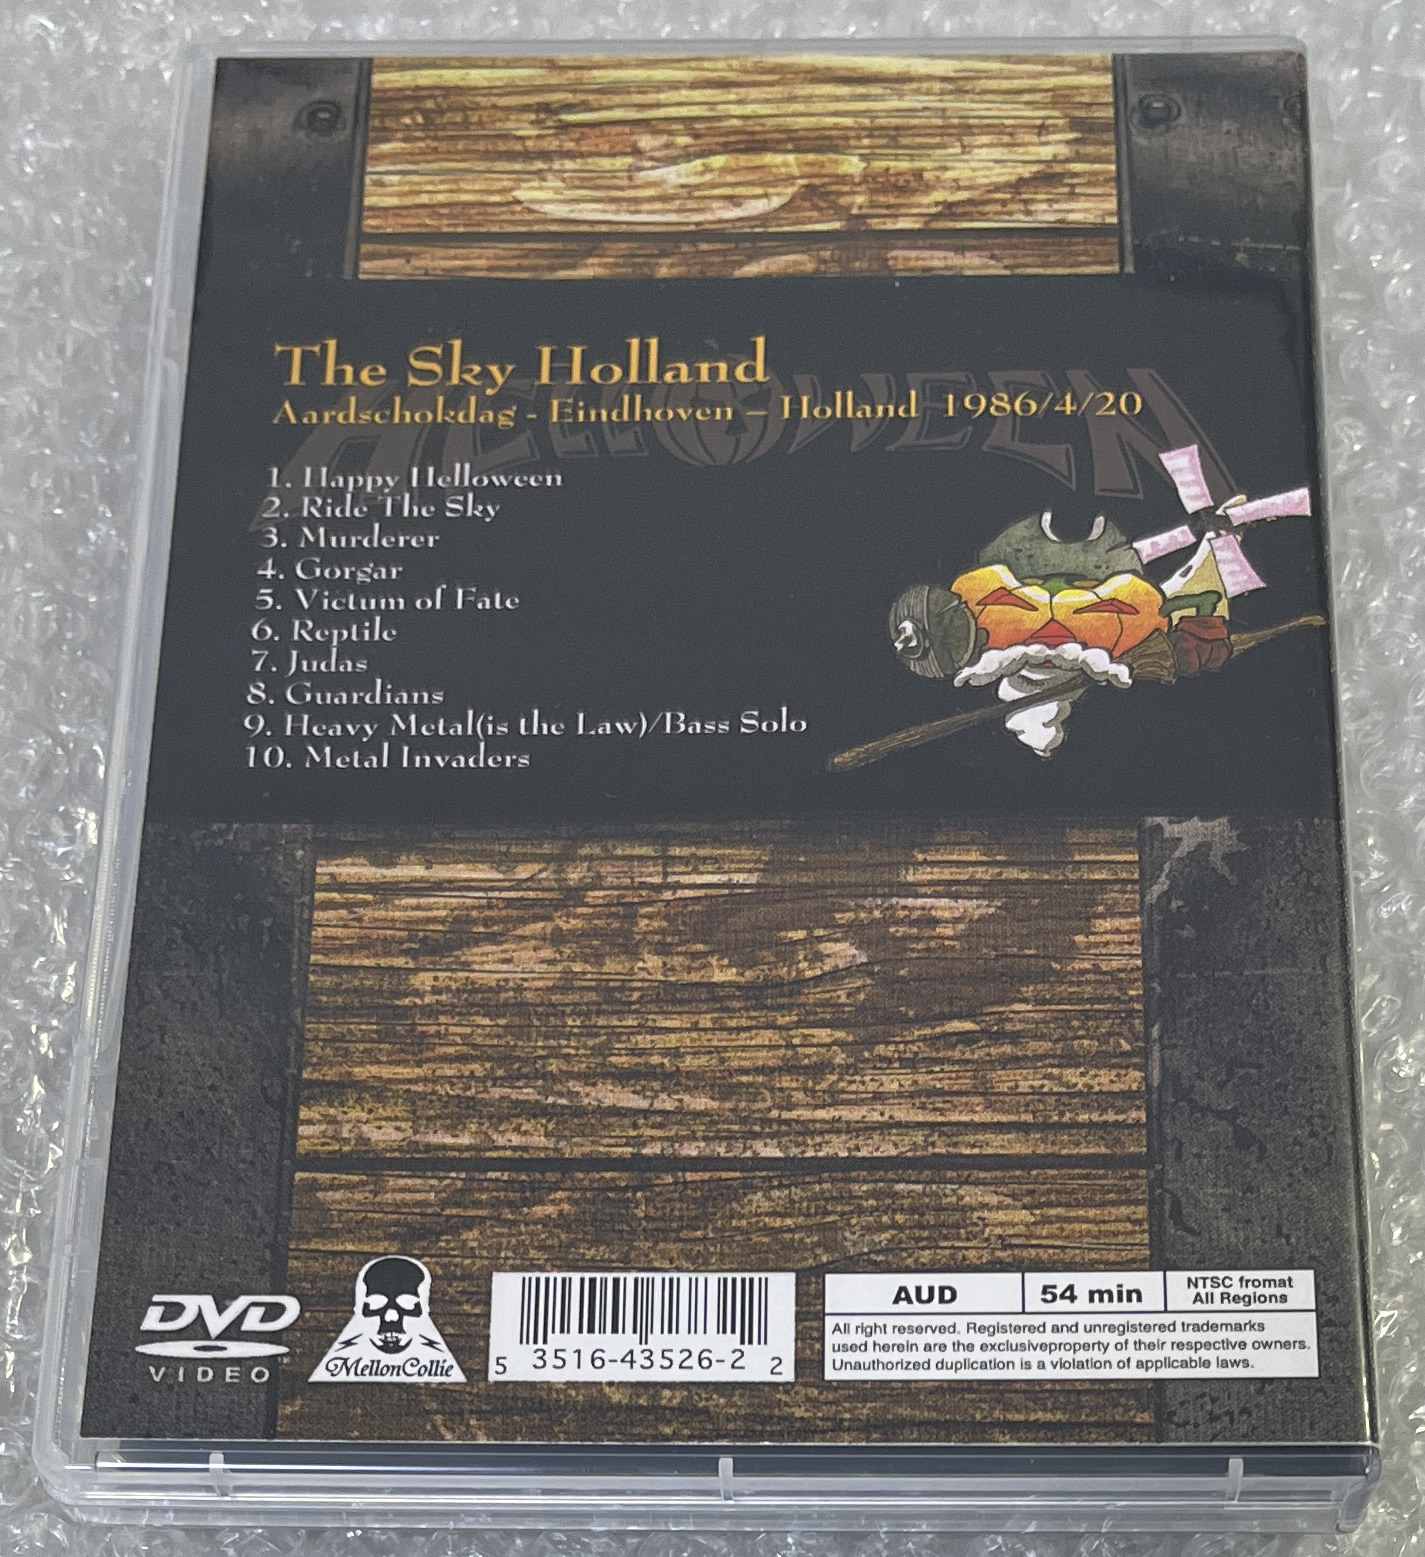 The Sky Holland
HELLOWEEN
Aardschokdag - Eindhoven – Holland 1986/4/20
1. Happy Helloween
2. Ride The Sky
3. Murderer
4. Gorgar
5. Victum of Fate
6. Reptile
7. Judas
8. Guardians
9. Heavy Metal(is the Law)/Bass Solo
10. Metal Invaders
DVD
VIDEO
TM
MellonCollie
5 3516-43526-2 2
AUD
54 min
NTSC fromat
All Regions
All right reserved. Registered and unregistered trademarks
used herein are the exclusiveproperty of their respective owners.
Unauthorized duplication is a violation of applicable laws.